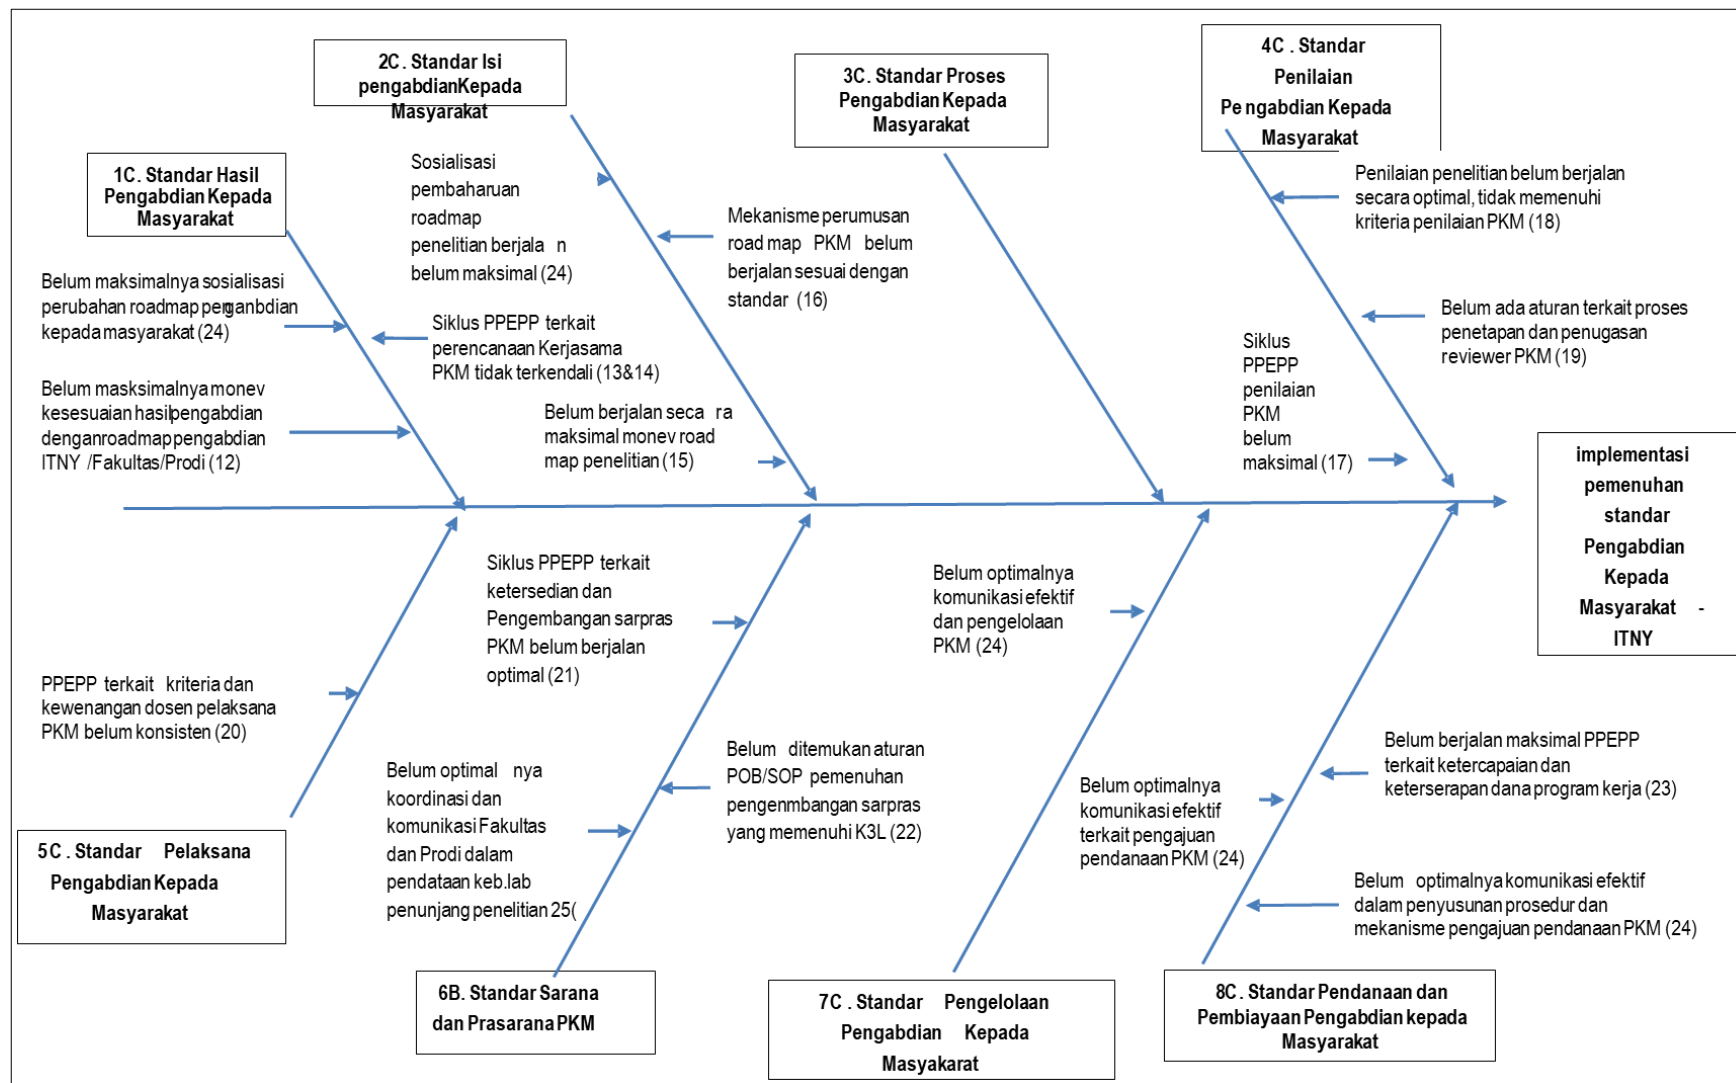 2C. Standar Isi
pengabdian Kepada
Masyarakat
3C. Standar Proses
Pengabdian Kepada
Masyarakat
4C . Standar
Penilaian
Pengabdian Kepada
Masyarakat
1C. Standar Hasil
Pengabdian Kepada
Masyarakat
Belum maksimalnya sosialisasi
perubahan roadmap penganbdian
kepada masyarakat (24)
Belum masksimalnya monev
kesesuaian hasil pengabdian
dengan roadmap pengabdian
ITNY /Fakultas/Prodi (12)
Siklus PPEPP terkait
perencanaan Kerjasama
PKM tidak terkendali (13&14)
Sosialisasi
pembaharuan
roadmap
penelitian berjala n
belum maksimal (24)
Mekanisme perumusan
road map PKM belum
berjalan sesuai dengan
standar (16)
Belum berjalan seca ra
maksimal monev road
map penelitian (15)
Penilaian penelitian belum berjalan
secara optimal, tidak memenuhi
kriteria penilaian PKM (18)
Belum ada aturan terkait proses
penetapan dan penugasan
reviewer PKM (19)
Siklus
PPEPP
penilaian
PKM
belum
maksimal (17)
implementasi
pemenuhan
standar
Pengabdian
Kepada
Masyarakat -
ITNY
PPEPP terkait kriteria dan
kewenangan dosen pelaksana
PKM belum konsisten (20)
Siklus PPEPP terkait
ketersedian dan
Pengembangan sarpras
PKM belum berjalan
optimal (21)
Belum optimal nya
koordinasi dan
komunikasi Fakultas
dan Prodi dalam
pendataan keb.lab
penunjang penelitian 25(
Belum ditemukan aturan
POB/SOP pemenuhan
pengenmbangan sarpras
yang memenuhi K3L (22)
Belum optimalnya
komunikasi efektif
dan pengelolaan
PKM (24)
Belum optimalnya
komunikasi efektif
terkait pengajuan
pendanaan PKM (24)
Belum berjalan maksimal PPEPP
terkait ketercapaian dan
keterserapan dana program kerja (23)
Belum optimalnya komunikasi efektif
dalam penyusunan prosedur dan
mekanisme pengajuan pendanaan PKM (24)
5C . Standar Pelaksana
Pengabdian Kepada
Masyarakat
6B. Standar Sarana
dan Prasarana PKM
7C . Standar Pengelolaan
Pengabdian Kepada
Masyakarat
8C. Standar Pendanaan dan
Pembiayaan Pengabdian kepada
Masyarakat